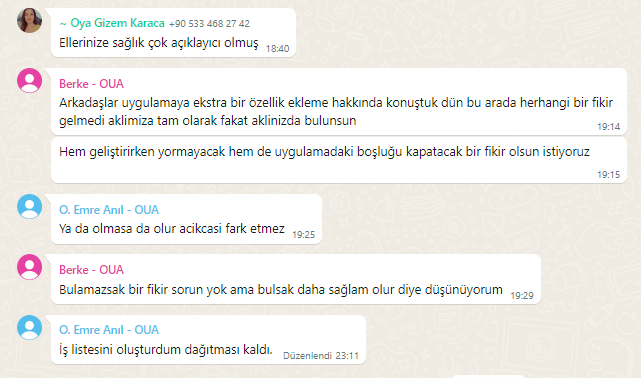 ~ Oya Gizem Karaca +90 533 468 27 42
Ellerinize sağlık çok açıklayıcı olmuş 18:40
Berke - OUA
Arkadaşlar uygulamaya ekstra bir özellik ekleme hakkında konuştuk dün bu arada herhangi bir fikir
gelmedi aklimiza tam olarak fakat aklinizda bulunsun
19:14
Hem geliştirirken yormayacak hem de uygulamadaki boşluğu kapatacak bir fikir olsun istiyoruz
19:15
O. Emre Anıl - OUA
Ya da olmasa da olur acikcasi fark etmez 19:25
Berke - OUA
Bulamazsak bir fikir sorun yok ama bulsak daha sağlam olur diye düşünüyorum 19:29
O. Emre Anıl - OUA
İş listesini oluşturdum dağıtması kaldı. Düzenlendi 23:11